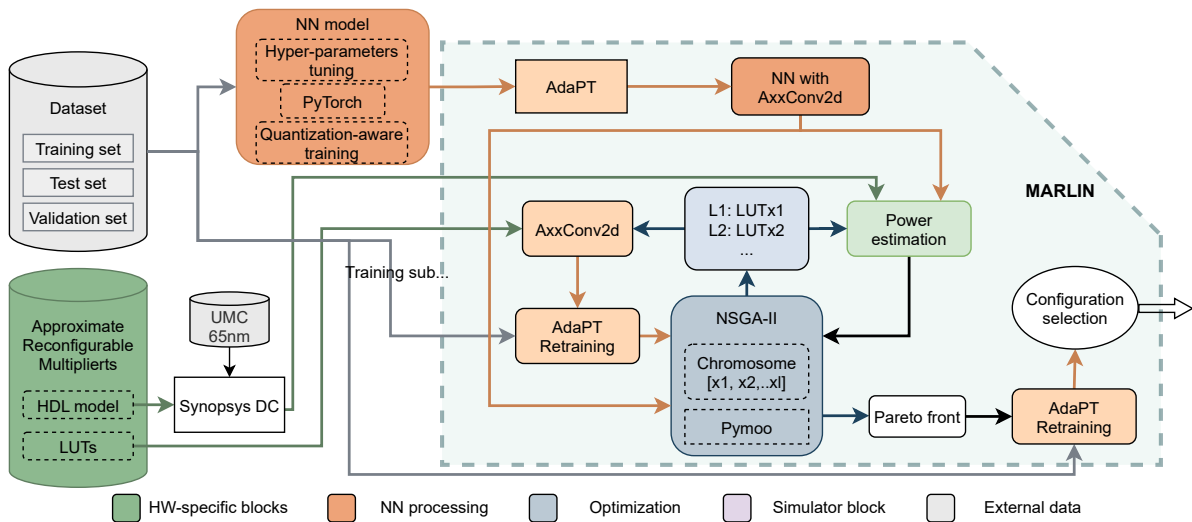 Dataset
Training set
Test set
Validation set
NN model
Hyper-parameters
tuning
PyTorch
Quantization-aware
training
AdaPT
NN with
AxxConv2d
MARLIN
AxxConv2d
L1: LUTx1
L2: LUTx2
...
Power
estimation
Training sub...
AdaPT
Retraining
NSGA-II
Chromosome
[x1, x2,..xl]
Pymoo
Configuration
selection
Approximate
Reconfigurable
Multiplierts
HDL model
LUTs
UMC
65nm
Synopsys DC
Pareto front
AdaPT
Retraining
HW-specific blocks
NN processing
Optimization
Simulator block
External data